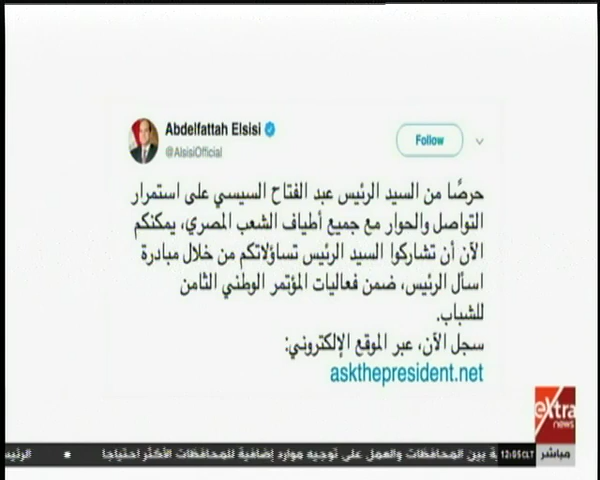 Abdelfattah Elsisi
@AlsisiOfficial
Follow
حرصًا من السيد الرئيس عبد الفتاح السيسي على استمرار
التواصل والحوار مع جميع أطياف الشعب المصري، يمكنكم
الآن أن تشاركوا السيد الرئيس تساؤلاتكم من خلال مبادرة
اسأل الرئيس، ضمن فعاليات المؤتمر الوطني الثامن
للشباب.
سجل الآن، عبر الموقع الإلكتروني:
askthepresident.net
extra
news
مباشر
12:05CLT
بين المحافظات والعمل على توجيه موارد إضافية للمحافظات الأكثر احتياجا * الرئيس